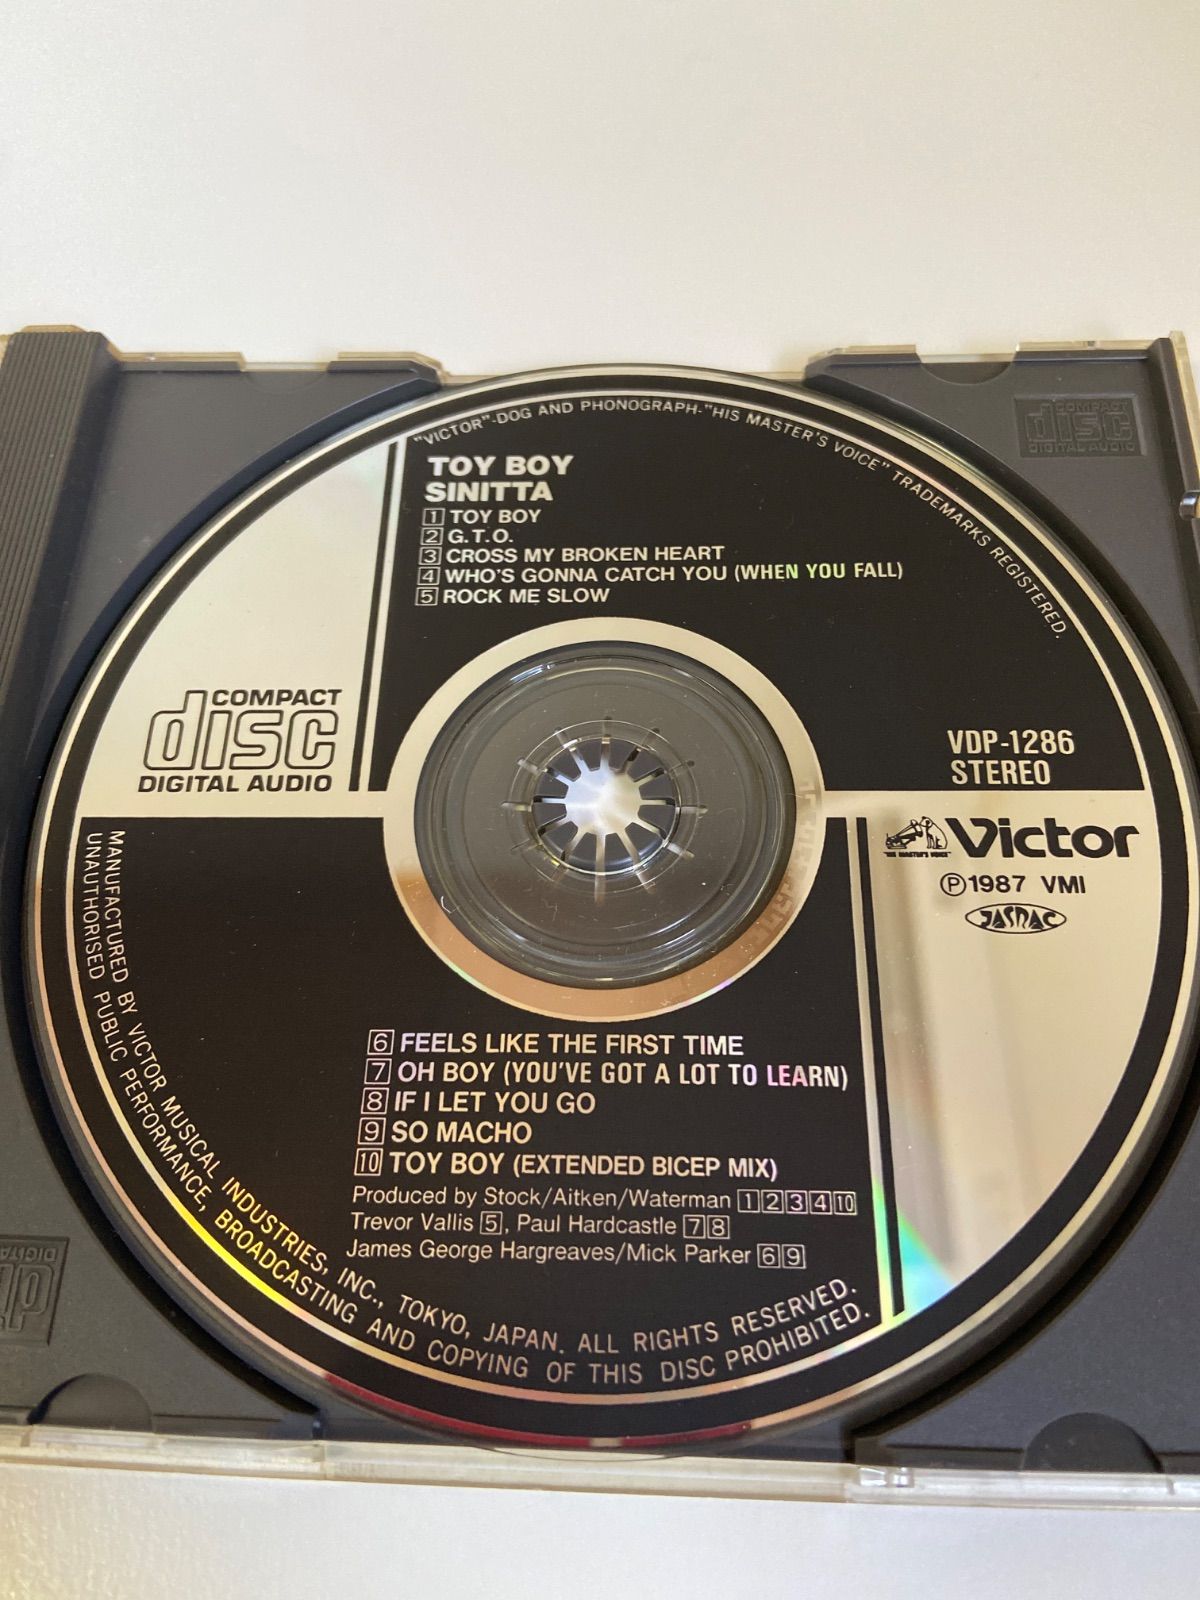 "VICTOR"-DOG AND PHONOGRAPH-"HIS MASTER'S VOICE" TRADEMARKS REGISTERED.
TOY BOY
SINITTA
1 TOY BOY
2 G.T.O.
3 CROSS MY BROKEN HEART
4 WHO'S GONNA CATCH YOU (WHEN YOU FALL)
5 ROCK ME SLOW
COMPACT
disc
DIGITAL AUDIO
COMPACT
disc
DIGITAL AUDIO
VDP-1286
STEREO
"HIS MASTER'S VOICE"
Victor
Ⓟ1987 VMI
JASRAC
6 FEELS LIKE THE FIRST TIME
7 OH BOY (YOU'VE GOT A LOT TO LEARN)
8 IF I LET YOU GO
9 SO MACHO
10 TOY BOY (EXTENDED BICEP MIX)
Produced by Stock/Aitken/Waterman 1 2 3 4 10
Trevor Vallis 5, Paul Hardcastle 7 8
James George Hargreaves/Mick Parker 6 9
MANUFACTURED BY VICTOR MUSICAL INDUSTRIES, INC., TOKYO, JAPAN. ALL RIGHTS RESERVED.
UNAUTHORISED PUBLIC PERFORMANCE, BROADCASTING AND COPYING OF THIS DISC PROHIBITED.